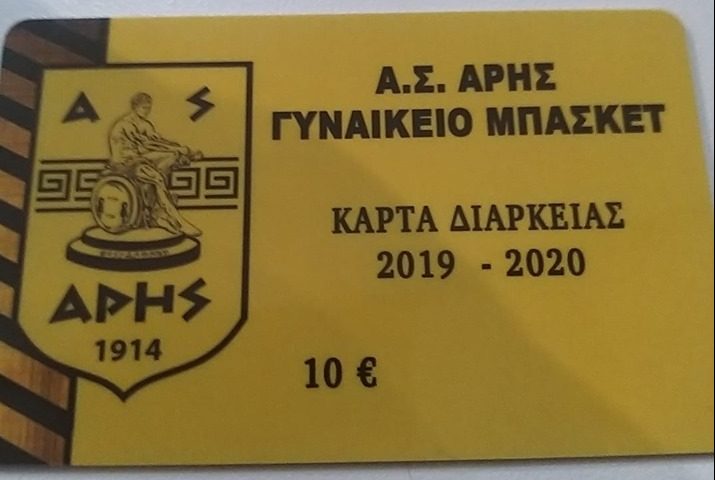 Α.Σ. ΑΡΗΣ
ΓΥΝΑΙΚΕΙΟ ΜΠΑΣΚΕΤ
ΚΑΡΤΑ ΔΙΑΡΚΕΙΑΣ
2019 - 2020
10 €
Α Σ
ΑΡΗΣ
1914